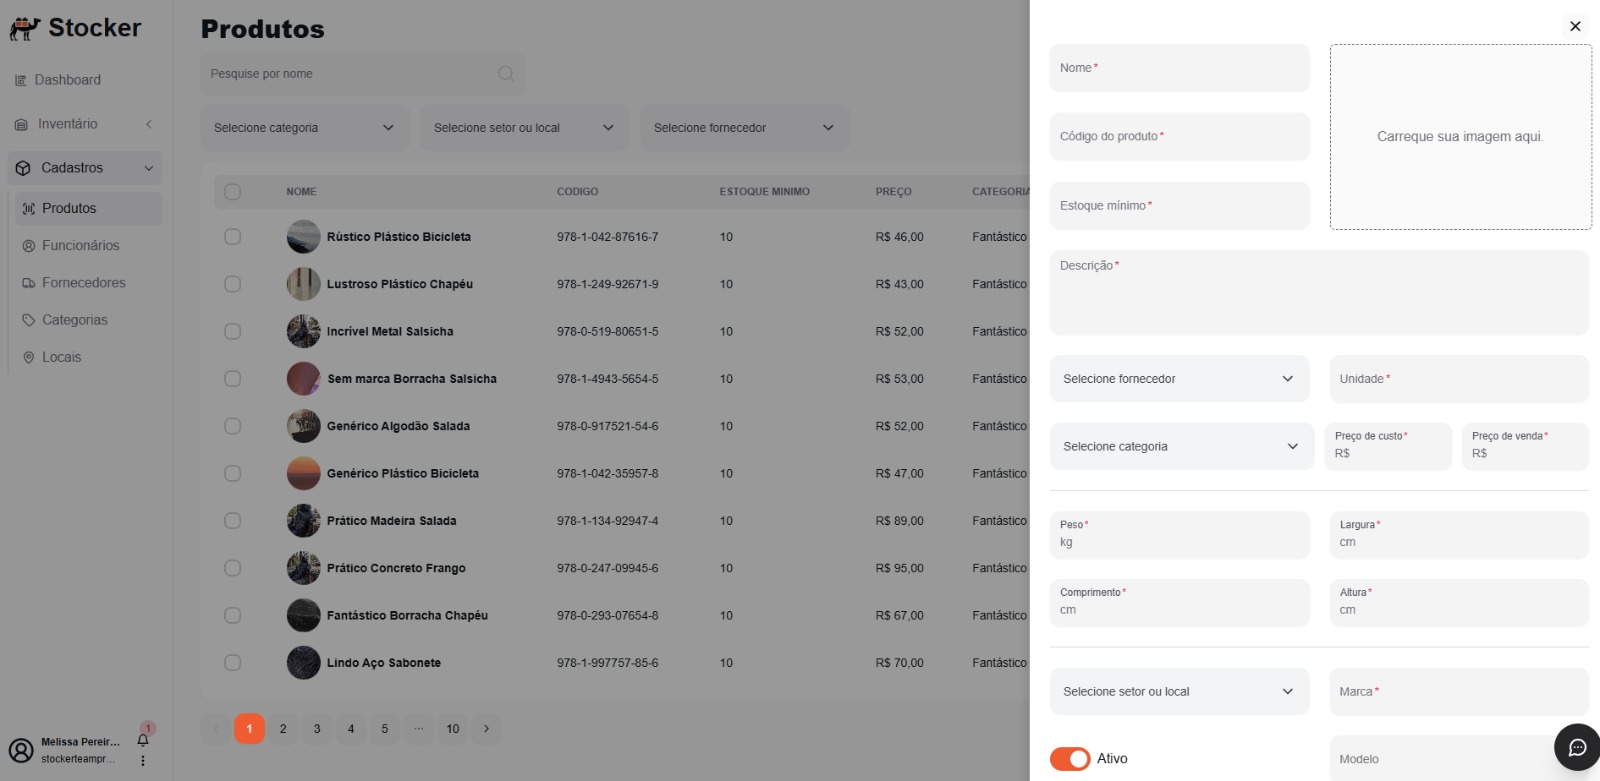 Stocker
Dashboard
Inventário
Cadastros
Produtos
Funcionários
Fornecedores
Categorias
Locais
Melissa Pereir...
stockerteampr...
1
Produtos
Pesquise por nome
Selecione categoria
Selecione setor ou local
Selecione fornecedor
NOME CODIGO ESTOQUE MINIMO PREÇO CATEGORIA
Rústico Plástico Bicicleta 978-1-042-87616-7 10 R$ 46,00 Fantástico
Lustroso Plástico Chapéu 978-1-249-92671-9 10 R$ 43,00 Fantástico
Incrível Metal Salsicha 978-0-519-80651-5 10 R$ 52,00 Fantástico
Sem marca Borracha Salsicha 978-1-4943-5654-5 10 R$ 53,00 Fantástico
Genérico Algodão Salada 978-0-917521-54-6 10 R$ 52,00 Fantástico
Genérico Plástico Bicicleta 978-1-042-35957-8 10 R$ 47,00 Fantástico
Prático Madeira Salada 978-1-134-92947-4 10 R$ 89,00 Fantástico
Prático Concreto Frango 978-0-247-09945-6 10 R$ 95,00 Fantástico
Fantástico Borracha Chapéu 978-0-293-07654-8 10 R$ 67,00 Fantástico
Lindo Aço Sabonete 978-1-997757-85-6 10 R$ 70,00 Fantástico
1 2 3 4 5 ... 10
Nome*
Código do produto*
Estoque mínimo*
Carreque sua imagem aqui.
Descrição*
Selecione fornecedor
Unidade*
Selecione categoria
Preço de custo*
R$
Preço de venda*
R$
Peso*
kg
Largura*
cm
Comprimento*
cm
Altura*
cm
Selecione setor ou local
Marca*
Ativo
Modelo